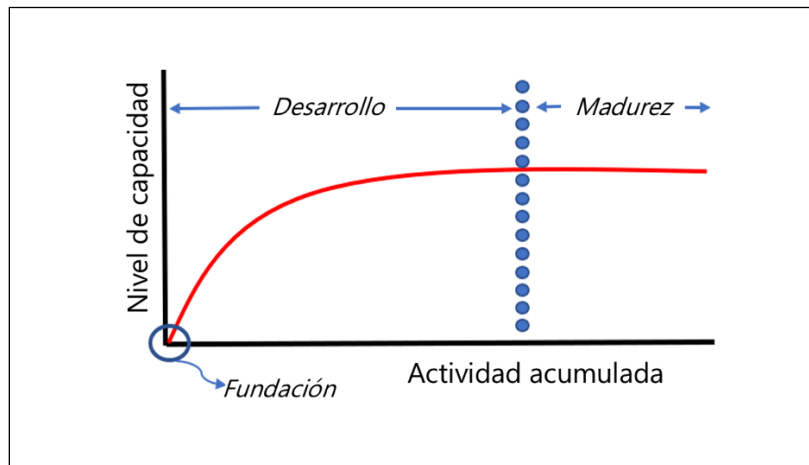 Desarrollo
Madurez
Nivel de capacidad
Actividad acumulada
Fundación